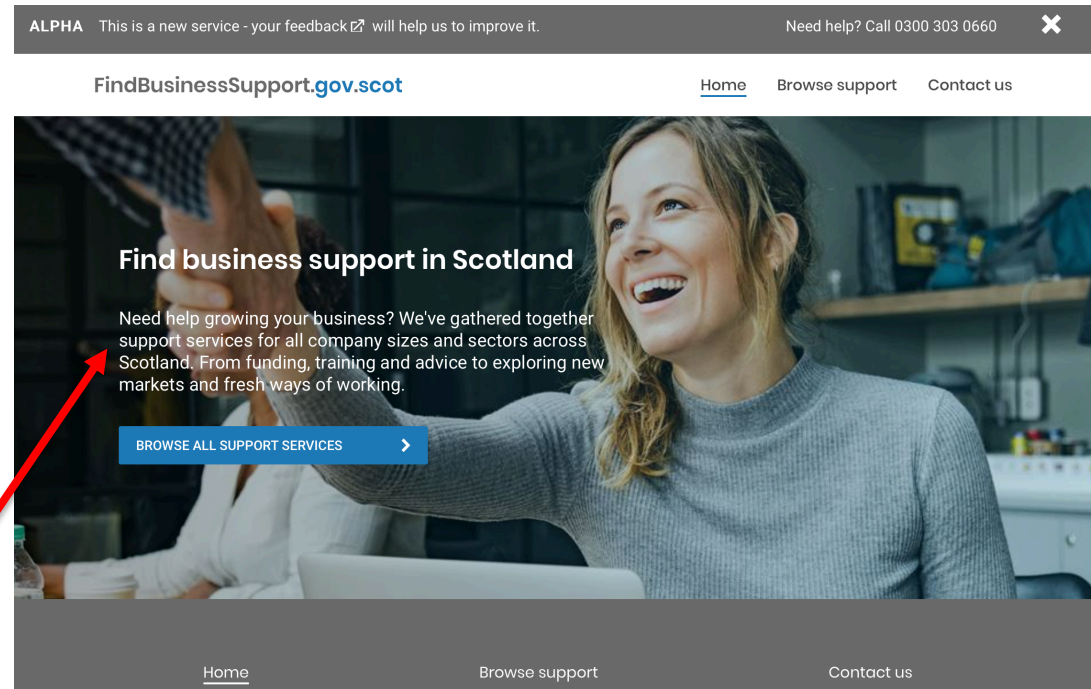 ALPHA This is a new service - your feedback will help us to improve it. Need help? Call 0300 303 0660
FindBusinessSupport.gov.scot Home Browse support Contact us
Find business support in Scotland
Need help growing your business? We've gathered together
support services for all company sizes and sectors across
Scotland. From funding, training and advice to exploring new
markets and fresh ways of working.
BROWSE ALL SUPPORT SERVICES
Home Browse support Contact us